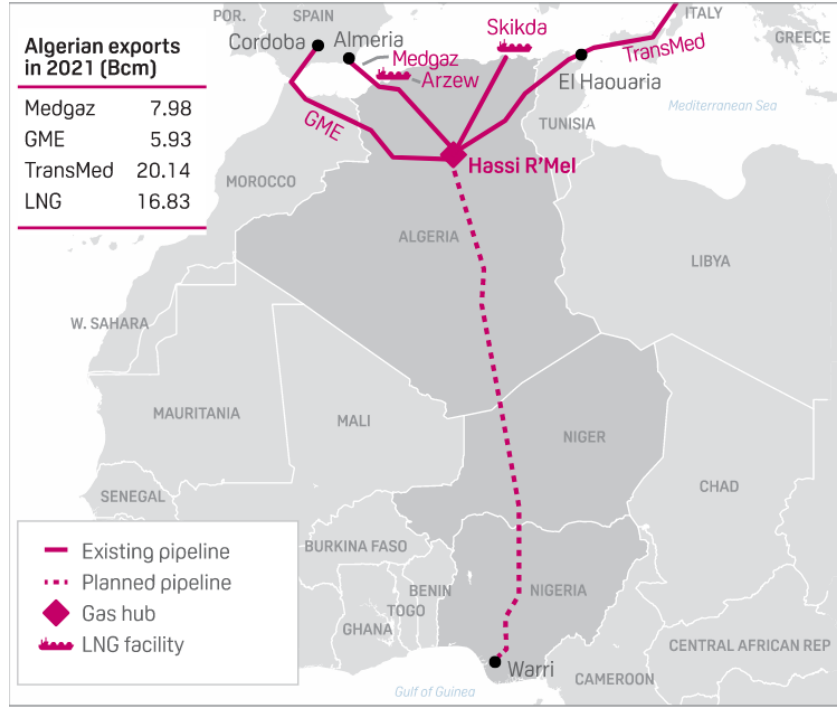 POR.
SPAIN
ITALY
GREECE
Algerian exports
in 2021 (Bcm)
Medgaz 7.98
GME 5.93
TransMed 20.14
LNG 16.83
Cordoba
Almeria
Medgaz
Arzew
Skikda
TransMed
El Haouaria
Mediterranean Sea
GME
TUNISIA
Hassi R'Mel
MOROCCO
ALGERIA
LIBYA
W. SAHARA
MAURITANIA
MALI
NIGER
CHAD
SENEGAL
BURKINA FASO
BENIN
TOGO
GHANA
NIGERIA
CENTRAL AFRICAN REP
CAMEROON
Warri
Gulf of Guinea
Existing pipeline
Planned pipeline
Gas hub
LNG facility